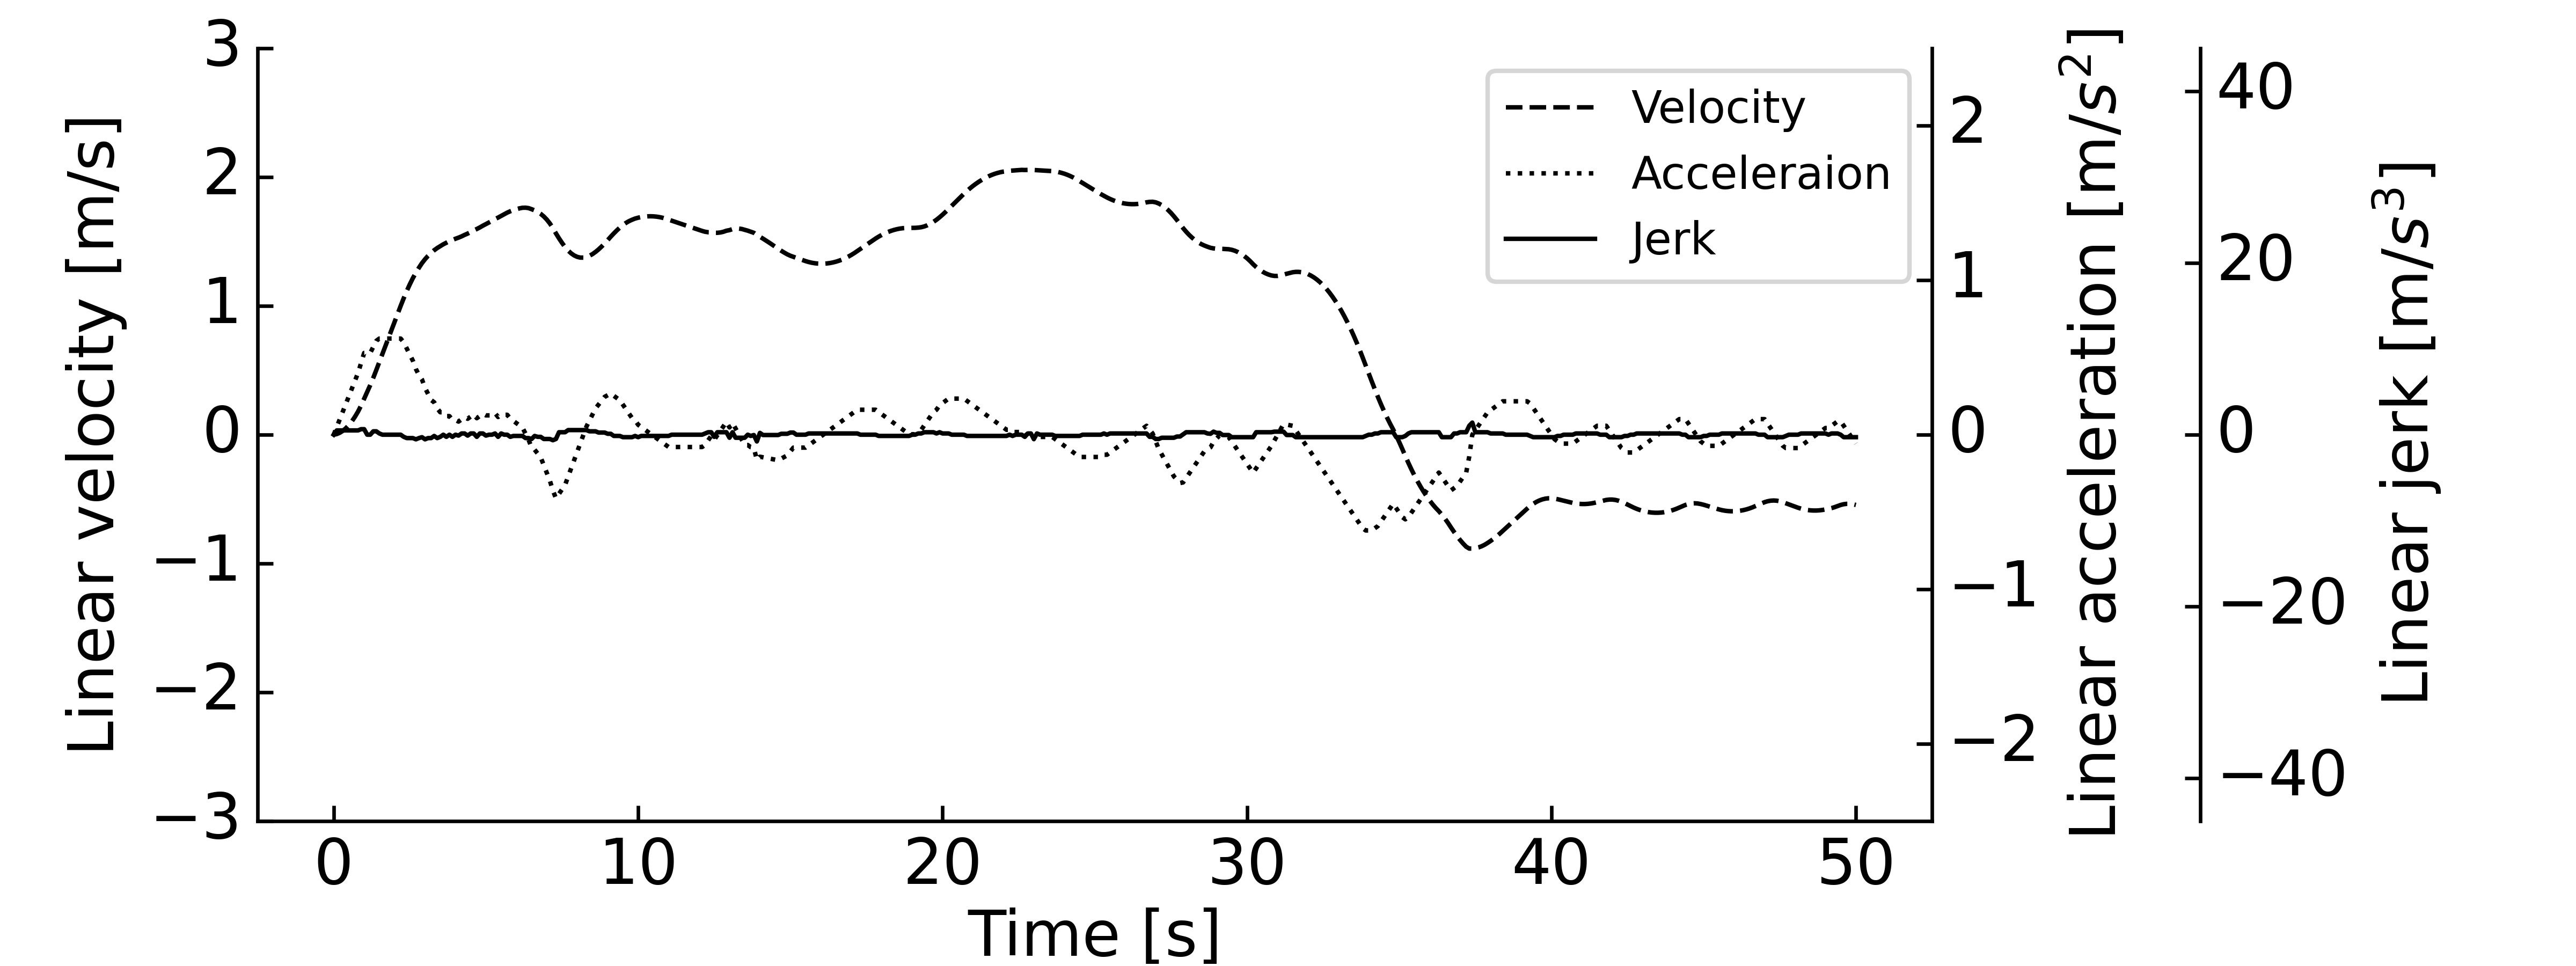 Linear velocity [m/s]
3
2
1
0
−1
−2
−3
0 10 20 30 40 50
Time [s]
Velocity
Acceleraion
Jerk
2
1
0
−1
−2
Linear acceleration [m/s²]
40
20
0
−20
−40
Linear jerk [m/s³]